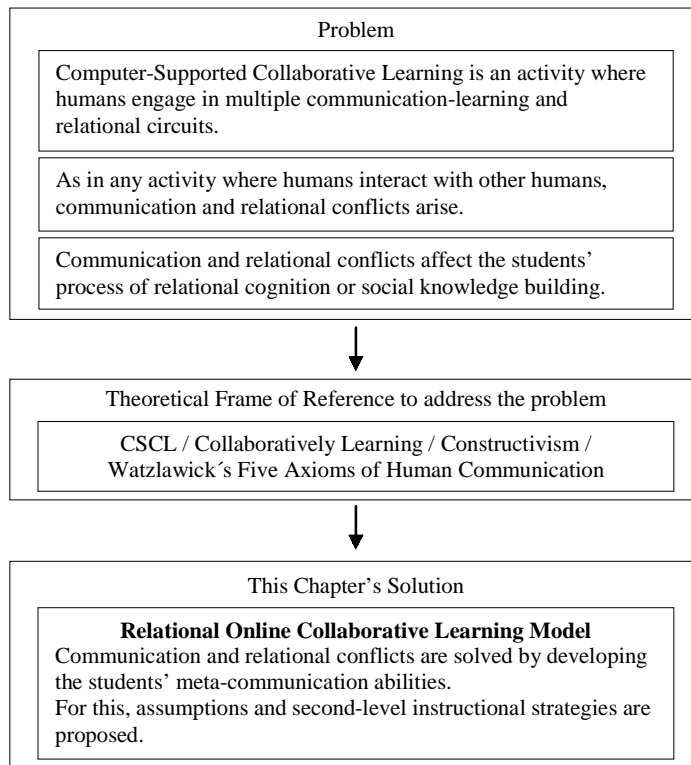 Problem
Computer-Supported Collaborative Learning is an activity where
humans engage in multiple communication-learning and
relational circuits.
As in any activity where humans interact with other humans,
communication and relational conflicts arise.
Communication and relational conflicts affect the students’
process of relational cognition or social knowledge building.
Theoretical Frame of Reference to address the problem
CSCL / Collaboratively Learning / Constructivism /
Watzlawick´s Five Axioms of Human Communication
This Chapter’s Solution
Relational Online Collaborative Learning Model
Communication and relational conflicts are solved by developing
the students’ meta-communication abilities.
For this, assumptions and second-level instructional strategies are
proposed.